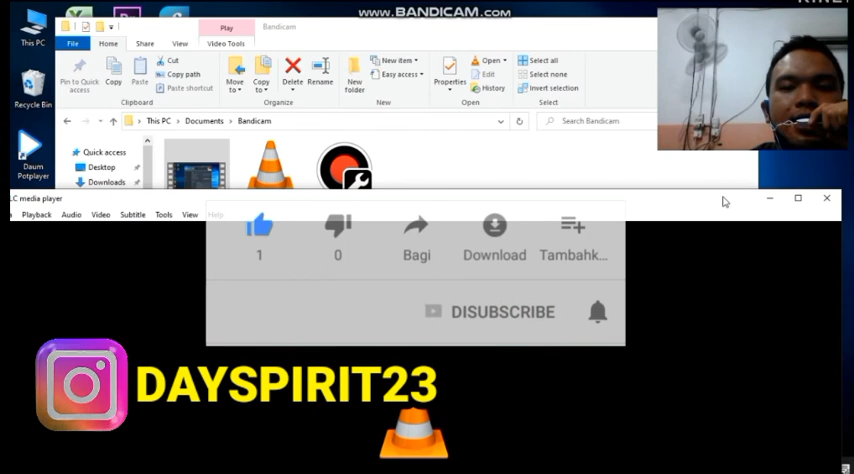 WWW.BANDICAM.COM
This PC
Recycle Bin
Daum
Potplayer
Play
Bandicam
File
Home
Share
View
Video Tools
Pin to Quick
access
Copy
Paste
Cut
Copy path
Paste shortcut
Clipboard
Move
to
Copy
to
Delete
Rename
Organize
New
folder
New item
Easy access
New
Properties
Open
Edit
History
Open
Select all
Select none
Invert selection
Select
This PC
Documents
Bandicam
Search Bandicam
Quick access
Desktop
Downloads
LC media player
Playback
Audio
Video
Subtitle
Tools
View
Help
1
0
Bagi
Download
Tambahk...
DISUBSCRIBE
DAYSPIRIT23